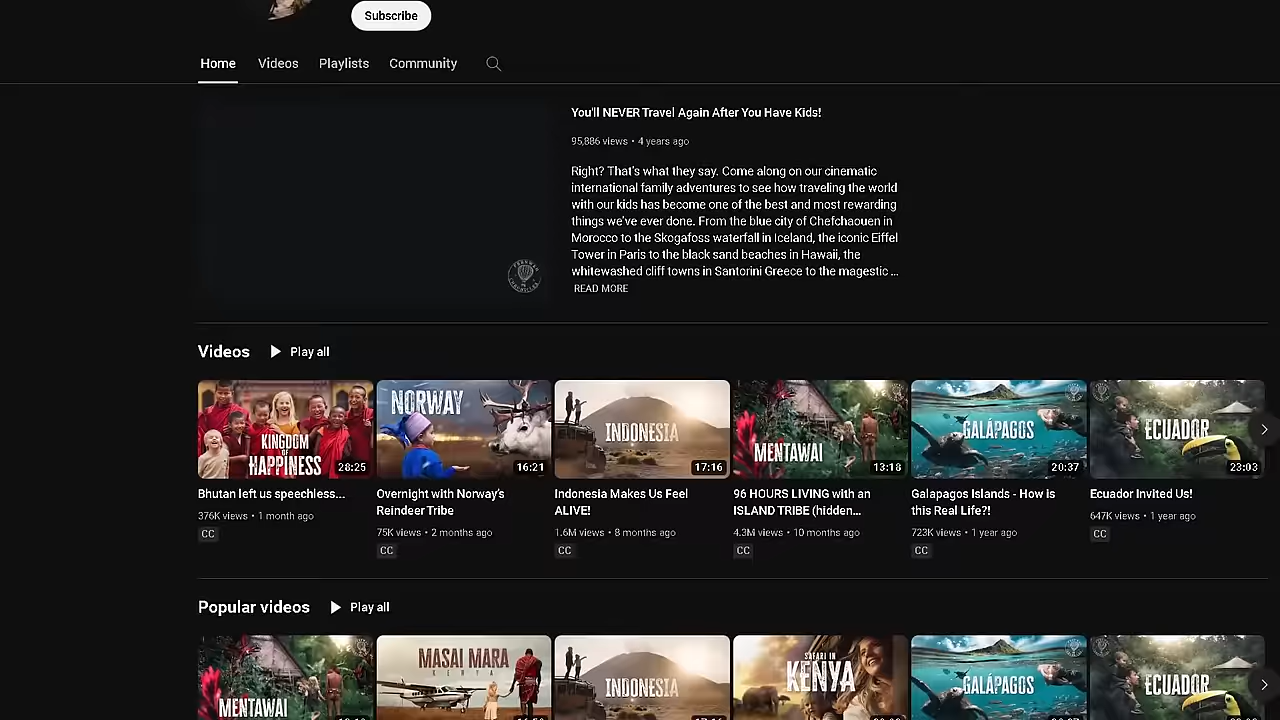 Subscribe
Home
Videos
Playlists
Community
You'll NEVER Travel Again After You Have Kids!
95,886 views • 4 years ago
Right? That's what they say. Come along on our cinematic
international family adventures to see how traveling the world
with our kids has become one of the best and most rewarding
things we've ever done. From the blue city of Chefchaouen in
Morocco to the Skogafoss waterfall in Iceland, the iconic Eiffel
Tower in Paris to the black sand beaches in Hawaii, the
whitewashed cliff towns in Santorini Greece to the magestic ...
READ MORE
Videos
Play all
KINGDOM
OF
HAPPINESS
28:25
NORWAY
16:21
INDONESIA
17:16
MENTAWAI
13:18
GALÁPAGOS
20:37
ECUADOR
23:03
Bhutan left us speechless...
376K views • 1 month ago
CC
Overnight with Norway's
Reindeer Tribe
75K views • 2 months ago
CC
Indonesia Makes Us Feel
ALIVE!
1.6M views • 8 months ago
CC
96 HOURS LIVING with an
ISLAND TRIBE (hidden...
4.3M views • 10 months ago
CC
Galapagos Islands - How is
this Real Life?!
723K views • 1 year ago
CC
Ecuador Invited Us!
647K views • 1 year ago
CC
Popular videos
Play all
MENTAWAI
MASAI MARA
KENYA
INDONESIA
SAFARI IN
KENYA
GALÁPAGOS
ECUADOR